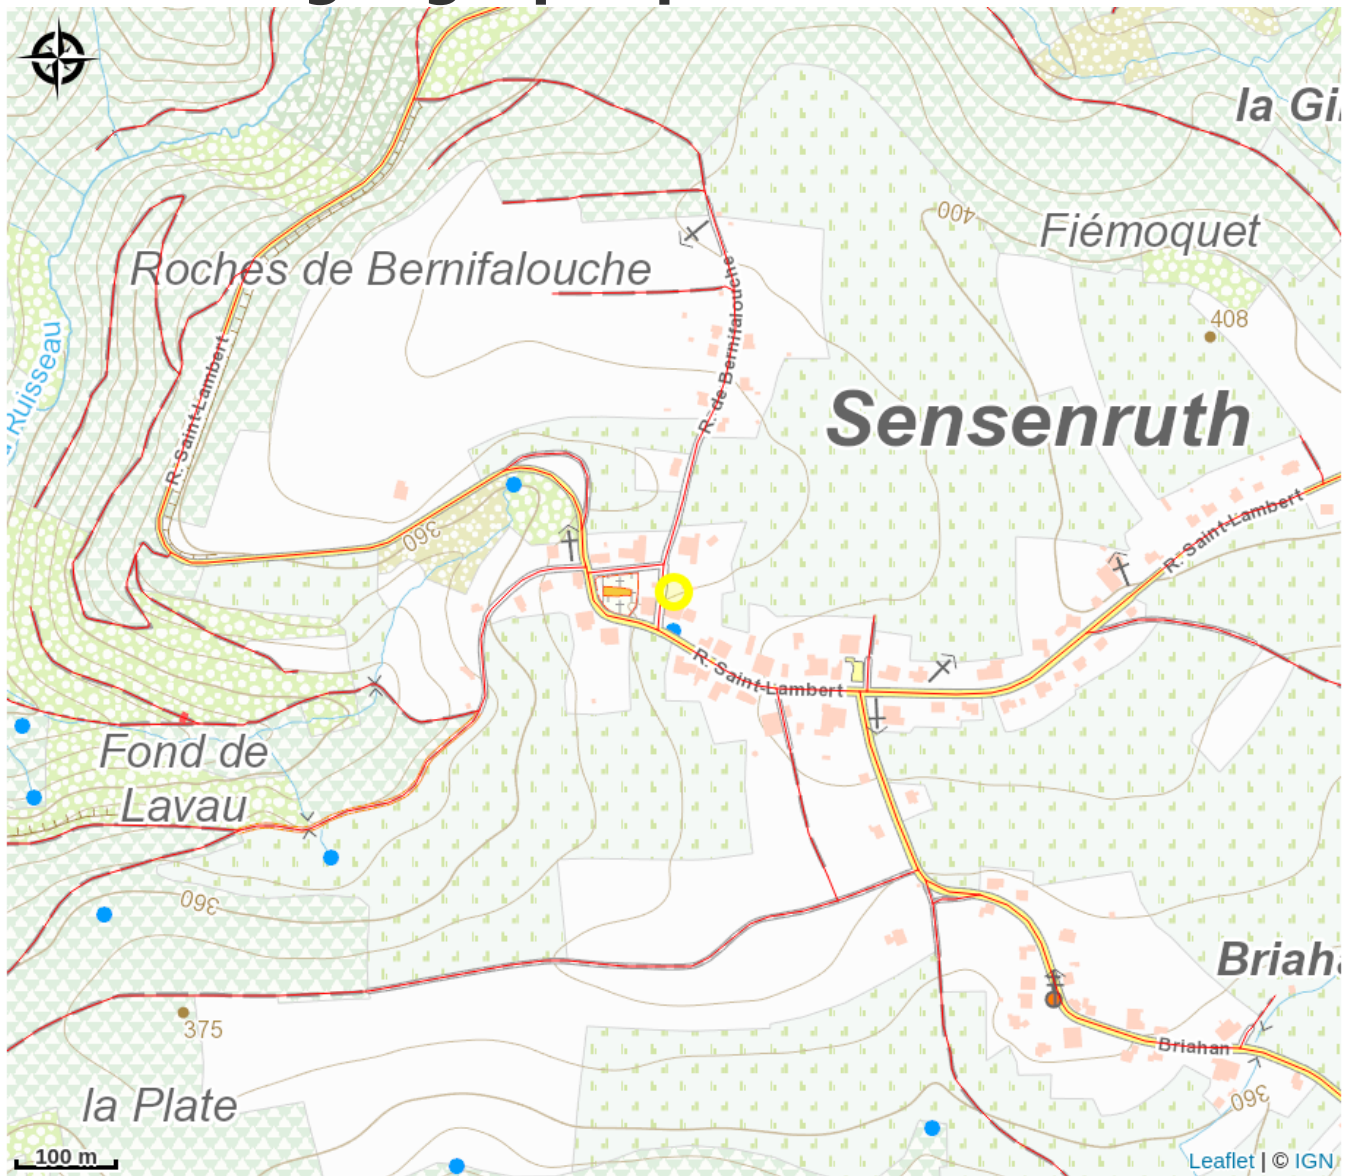 la Gi
400
Fiémoquet
Roches de Bernifalouche
408
Ruisseau
R. Saint-Lambert
R. de Bernifalouche
Sensenruth
360
R. Saint-Lambert
R. Saint-Lambert
Fond de
Lavau
360
Briaha
375
Briahan
360
la Plate
100 m
Leaflet | © IGN